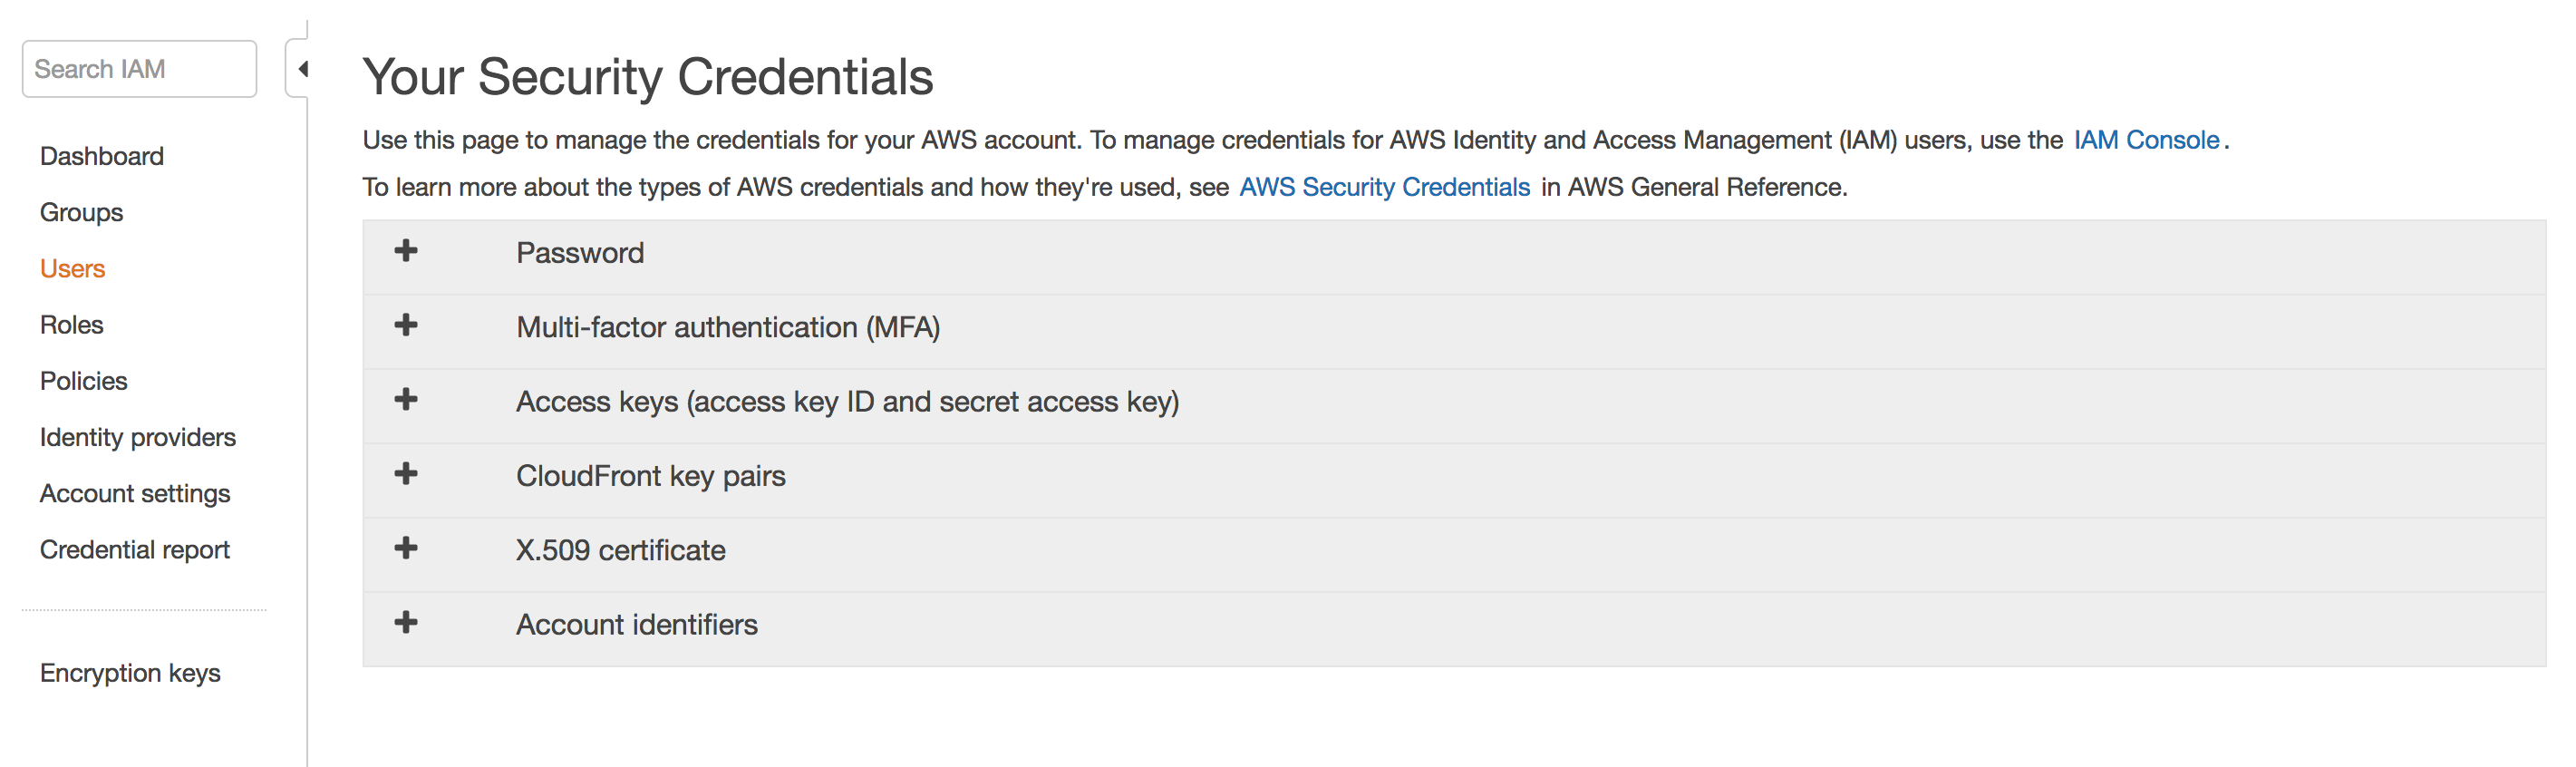 Search IAM
Dashboard
Groups
Users
Roles
Policies
Identity providers
Account settings
Credential report
Encryption keys
Your Security Credentials
Use this page to manage the credentials for your AWS account. To manage credentials for AWS Identity and Access Management (IAM) users, use the IAM Console.
To learn more about the types of AWS credentials and how they're used, see AWS Security Credentials in AWS General Reference.
Password
Multi-factor authentication (MFA)
Access keys (access key ID and secret access key)
CloudFront key pairs
X.509 certificate
Account identifiers